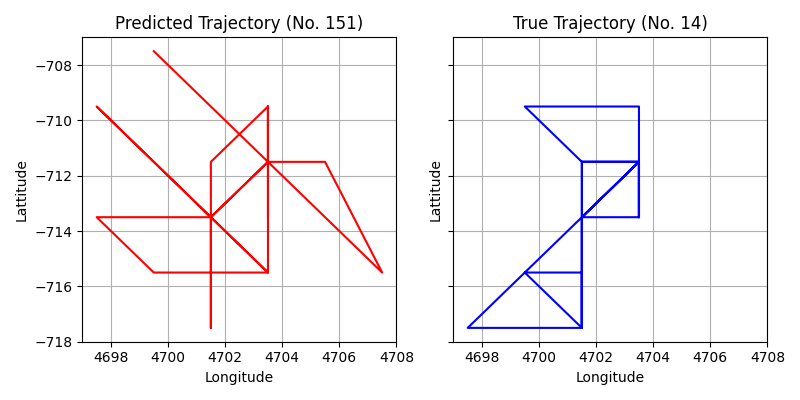 Predicted Trajectory (No. 151)
True Trajectory (No. 14)
−708
−710
−712
−714
−716
−718
Lattitude
Lattitude
4698 4700 4702 4704 4706 4708
4698 4700 4702 4704 4706 4708
Longitude
Longitude